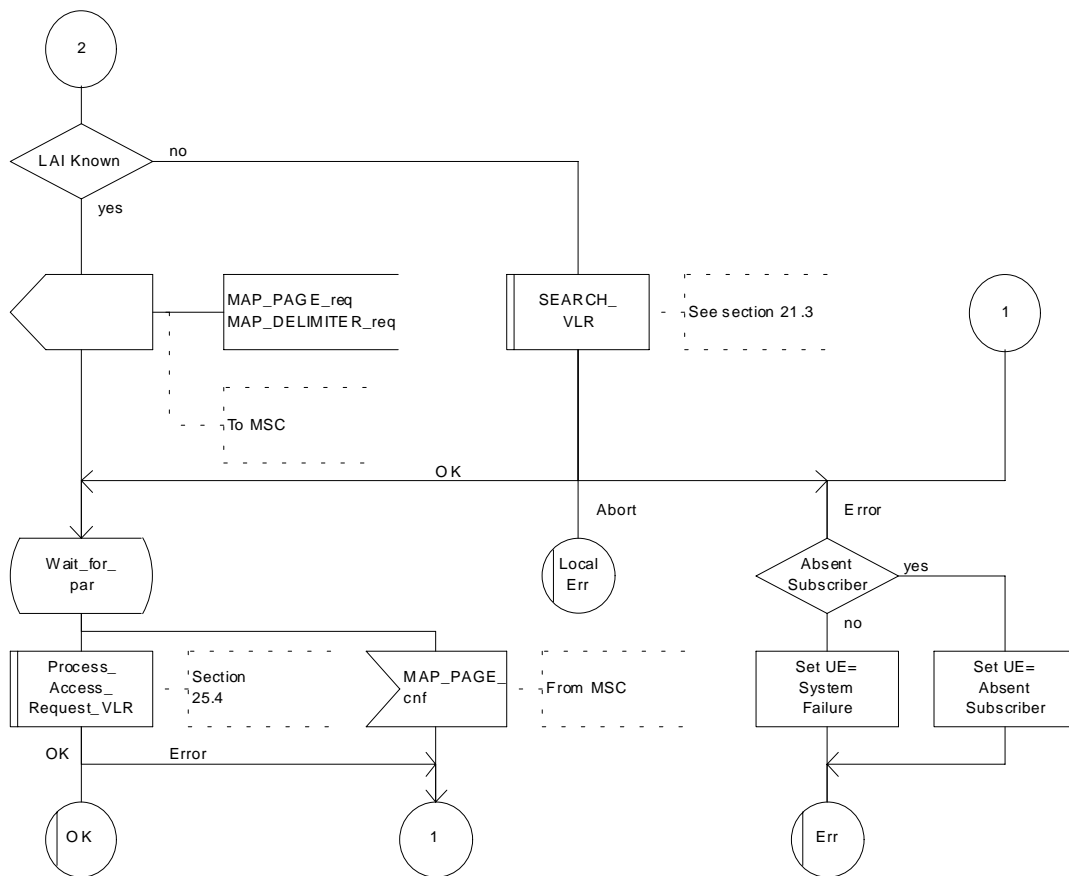 2
LAI Known
no
yes
MAP_PAGE_req
MAP_DELIMITER_req
SEARCH_
VLR
See section 21.3
1
To MSC
OK
Abort
Error
Wait_for_
par
Local
Err
Absent
Subscriber
yes
no
Process_
Access_
Request_VLR
Section
25.4
MAP_PAGE_
cnf
From MSC
Set UE=
System
Failure
Set UE=
Absent
Subscriber
OK
Error
OK
1
Err